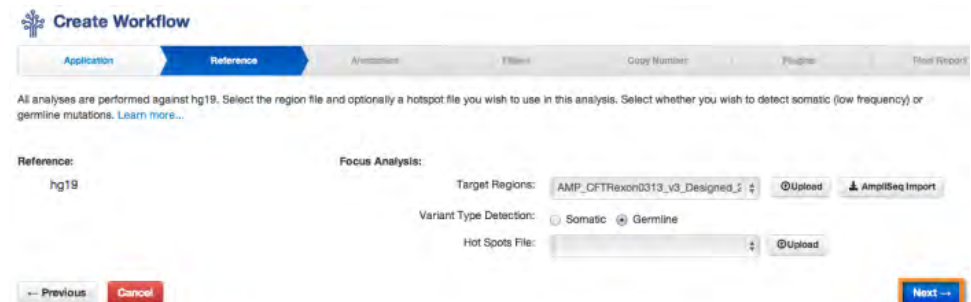 Create Workflow
Application Reference Annotation Filters Copy Number Plugins Final Report
All analyses are performed against hg19. Select the region file and optionally a hotspot file you wish to use in this analysis. Select whether you wish to detect somatic (low frequency) or
germline mutations. Learn more...
Reference: Focus Analysis:
hg19 Target Regions: AMP_CFTRexon0313_v3_Designed_2 Upload AmpliSeq Import
Variant Type Detection: Somatic Germline
Hot Spots File: Upload
← Previous Cancel Next →